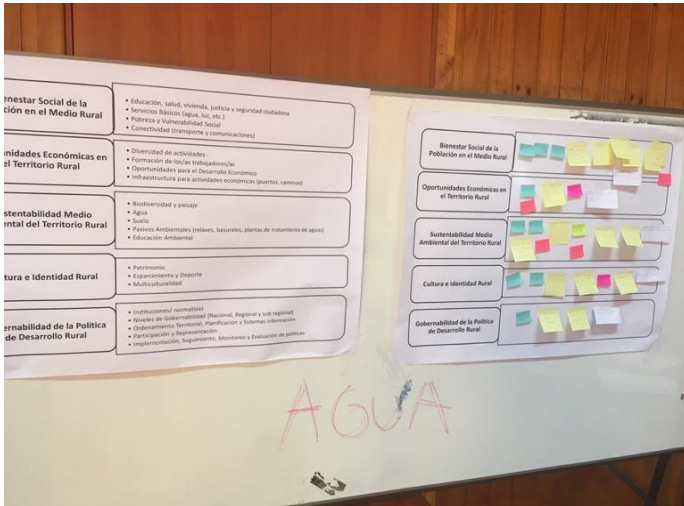 enestar Social de la
ción en el Medio Rural
• Educación, salud, vivienda, justicia y seguridad ciudadana
• Servicios Básicos (agua, luz, etc.)
• Pobreza y Vulnerabilidad Social
• Conectividad (transporte y comunicaciones)
nidades Económicas en
el Territorio Rural
• Diversidad de actividades
• Formación de los/as trabajadores/as
• Oportunidades para el Desarrollo Económico
• Infraestructura para actividades económicas (puertos, caminos)
stentabilidad Medio
ental del Territorio Rural
• Biodiversidad y paisaje
• Agua
• Suelo
• Pasivos Ambientales (relaves, basurales, plantas de tratamiento de aguas)
• Educación Ambiental
tura e Identidad Rural
• Patrimonio
• Esparcimiento y Deporte
• Multiculturalidad
ernabilidad de la Política
de Desarrollo Rural
• Instituciones/ normativas
• Niveles de Gobernabilidad (Nacional, Regional y sub regional)
• Ordenamiento Territorial, Planificación y Sistemas Información
• Participación y Representación
• Implementación, Seguimiento, Monitoreo y Evaluación de políticas
Bienestar Social de la
Población en el Medio Rural
Oportunidades Económicas en
el Territorio Rural
Sustentabilidad Medio
Ambiental del Territorio Rural
Cultura e Identidad Rural
Gobernabilidad de la Política
de Desarrollo Rural
AGUA